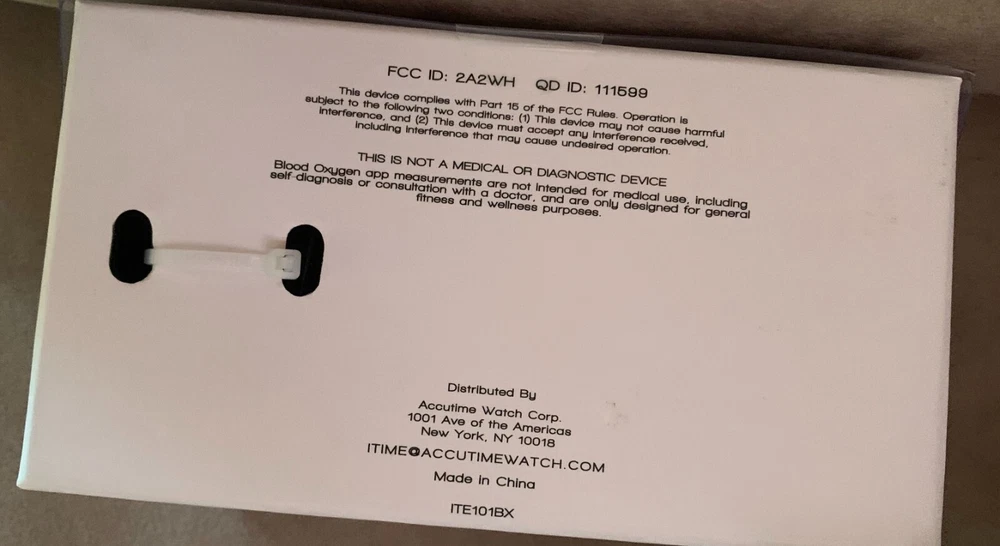 FCC ID: 2A2WH QD ID: 111599
This device complies with Part 15 of the FCC Rules. Operation is
subject to the following two conditions: (1) This device may not cause harmful
interference, and (2) This device must accept any interference received,
including interference that may cause undesired operation.
THIS IS NOT A MEDICAL OR DIAGNOSTIC DEVICE
Blood Oxygen app measurements are not intended for medical use, including
self-diagnosis or consultation with a doctor, and are only designed for general
fitness and wellness purposes.
Distributed By
Accutime Watch Corp.
1001 Ave of the Americas
New York, NY 10018
ITIME@ACCUTIMEWATCH.COM
Made in China
ITE101BX